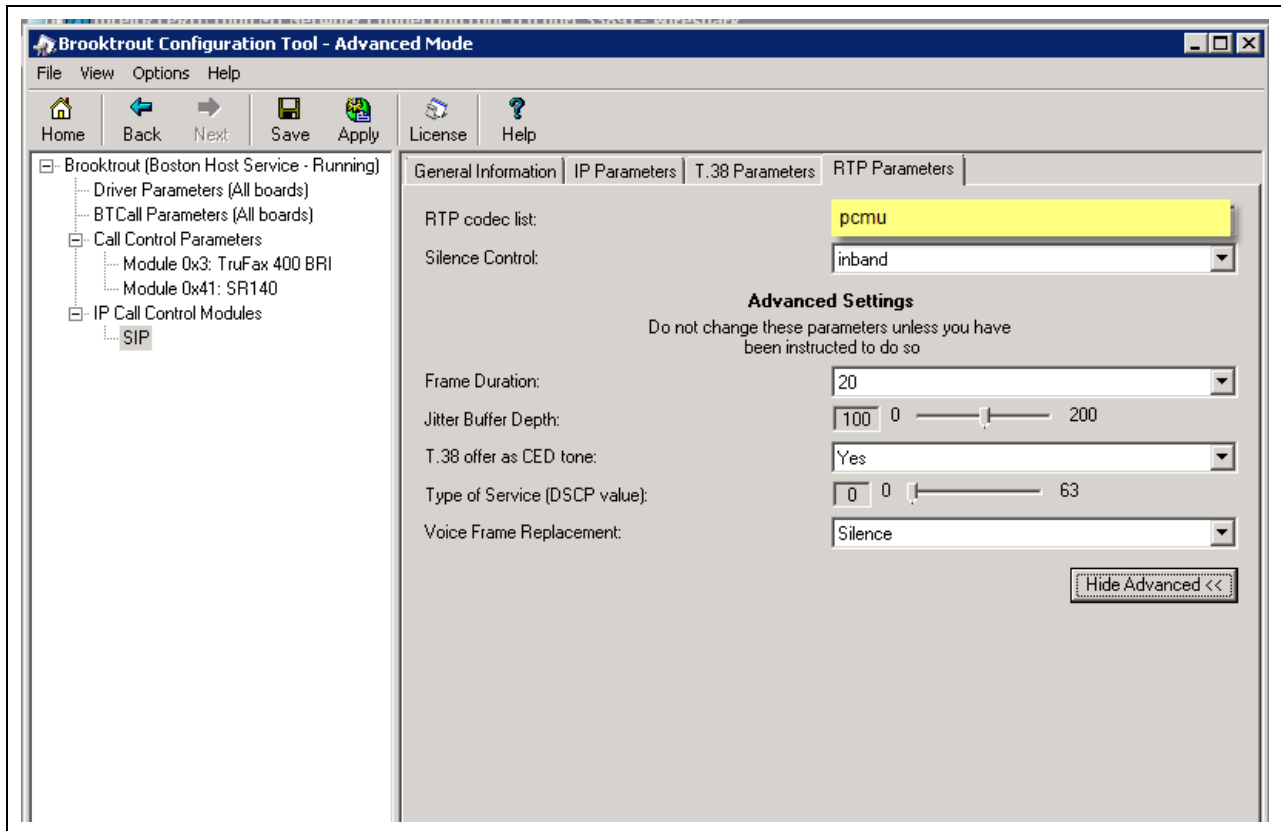 Brooktrout Configuration Tool - Advanced Mode
File View Options Help
Home Back Next Save Apply License Help
Brooktrout (Boston Host Service - Running)
Driver Parameters (All boards)
BTCall Parameters (All boards)
Call Control Parameters
Module 0x3: TruFax 400 BRI
Module 0x41: SR140
IP Call Control Modules
SIP
General Information IP Parameters T.38 Parameters RTP Parameters
RTP codec list: pcmu
Silence Control: inband
Advanced Settings
Do not change these parameters unless you have
been instructed to do so
Frame Duration: 20
Jitter Buffer Depth: 100 0 200
T.38 offer as CED tone: Yes
Type of Service (DSCP value): 0 0 63
Voice Frame Replacement: Silence
Hide Advanced <<